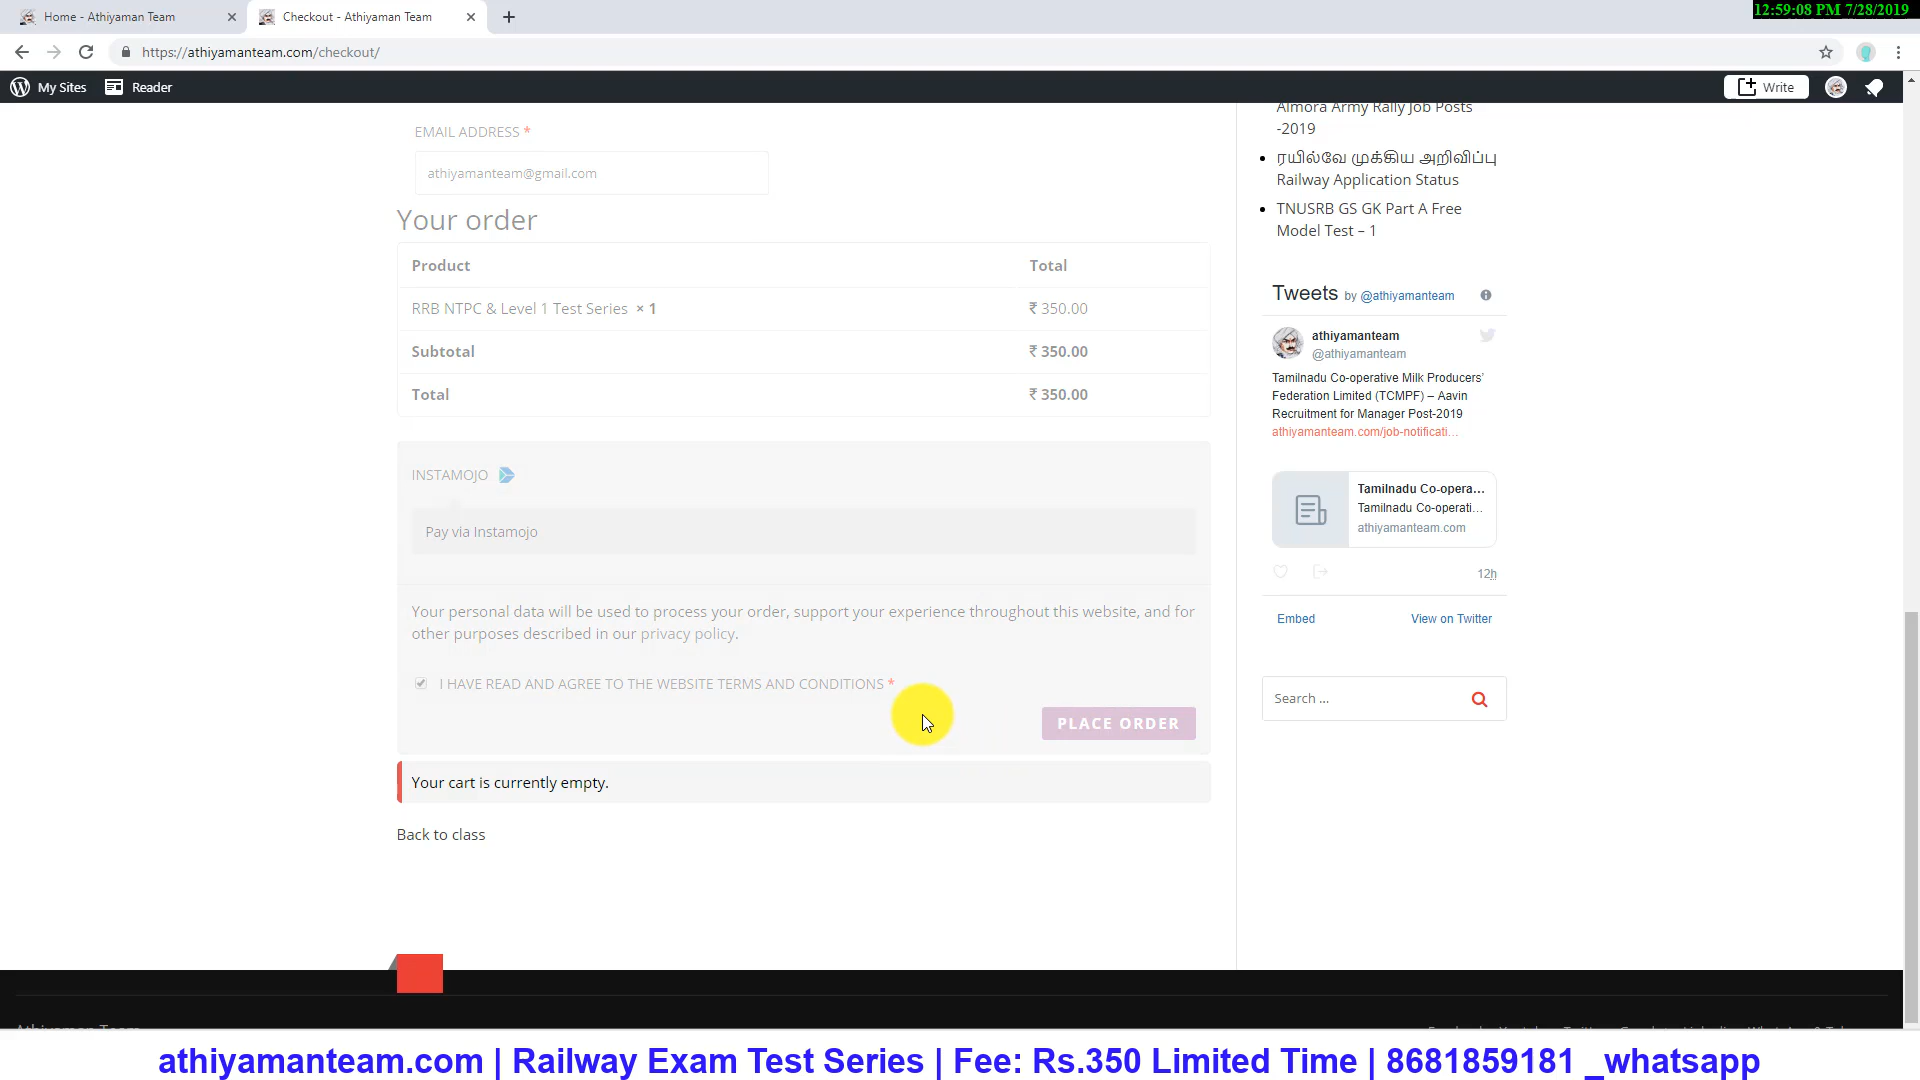 12:59:08 PM 7/28/2019
Home - Athiyaman Team
Checkout - Athiyaman Team
https://athiyamanteam.com/checkout/
My Sites
Reader
Write
EMAIL ADDRESS *
athiyamanteam@gmail.com
Your order
Product Total
RRB NTPC & Level 1 Test Series × 1 ₹ 350.00
Subtotal ₹ 350.00
Total ₹ 350.00
INSTAMOJO
Pay via Instamojo
Your personal data will be used to process your order, support your experience throughout this website, and for
other purposes described in our privacy policy.
I HAVE READ AND AGREE TO THE WEBSITE TERMS AND CONDITIONS *
PLACE ORDER
Your cart is currently empty.
Back to class
Almora Army Rally Job Posts
-2019
ரயில்வே முக்கிய அறிவிப்பு
Railway Application Status
TNUSRB GS GK Part A Free
Model Test – 1
Tweets by @athiyamanteam
athiyamanteam
@athiyamanteam
Tamilnadu Co-operative Milk Producers'
Federation Limited (TCMPF) – Aavin
Recruitment for Manager Post-2019
athiyamanteam.com/job-notificati…
Tamilnadu Co-opera…
Tamilnadu Co-operati…
athiyamanteam.com
12h
Embed
View on Twitter
Search ...
athiyamanteam.com | Railway Exam Test Series | Fee: Rs.350 Limited Time | 8681859181 _whatsapp